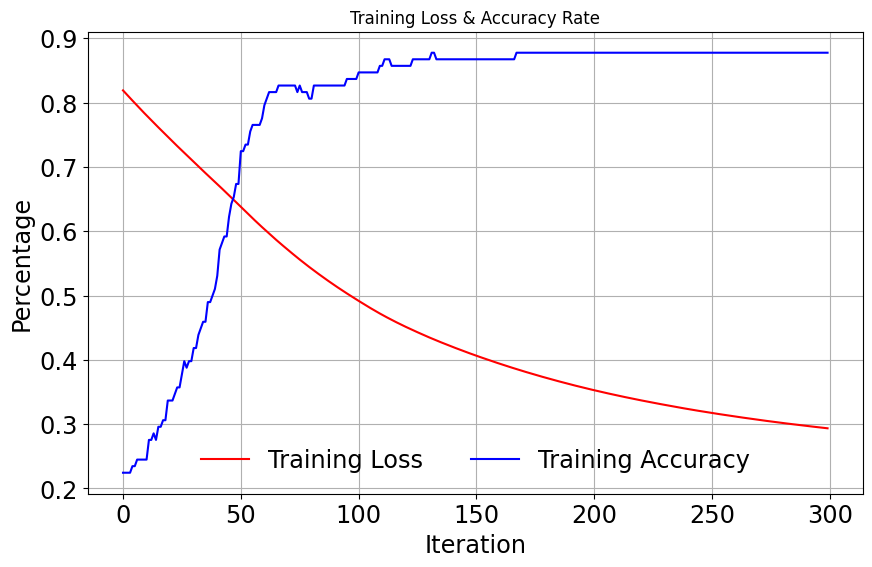 Training Loss & Accuracy Rate
0.9
0.8
0.7
0.6
0.5
0.4
0.3
0.2
Percentage
Training Loss
Training Accuracy
0 50 100 150 200 250 300
Iteration